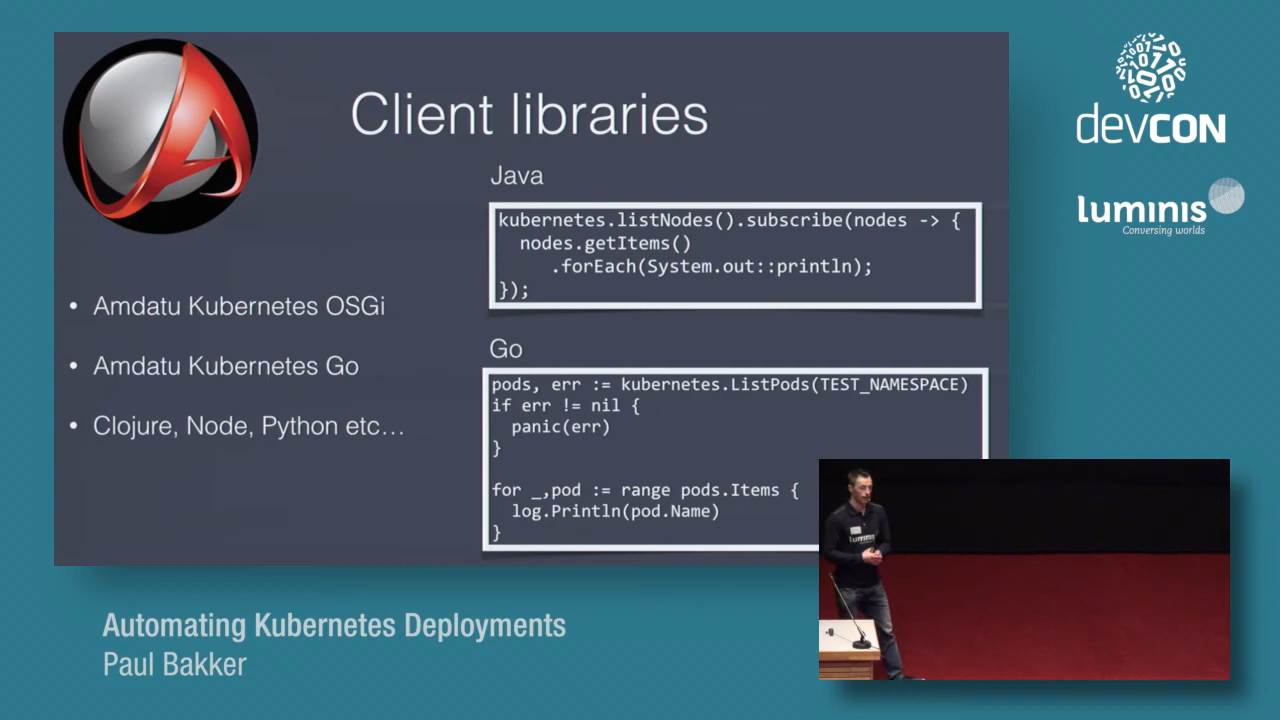 Client libraries
Java
kubernetes.listNodes().subscribe(nodes -> {
nodes.getItems()
.forEach(System.out::println);
});
• Amdatu Kubernetes OSGi
• Amdatu Kubernetes Go
• Clojure, Node, Python etc…
Go
pods, err := kubernetes.ListPods(TEST_NAMESPACE)
if err != nil {
panic(err)
}
for _,pod := range pods.Items {
log.Println(pod.Name)
}
devCON
luminis
Conversing worlds
luminis
Automating Kubernetes Deployments
Paul Bakker